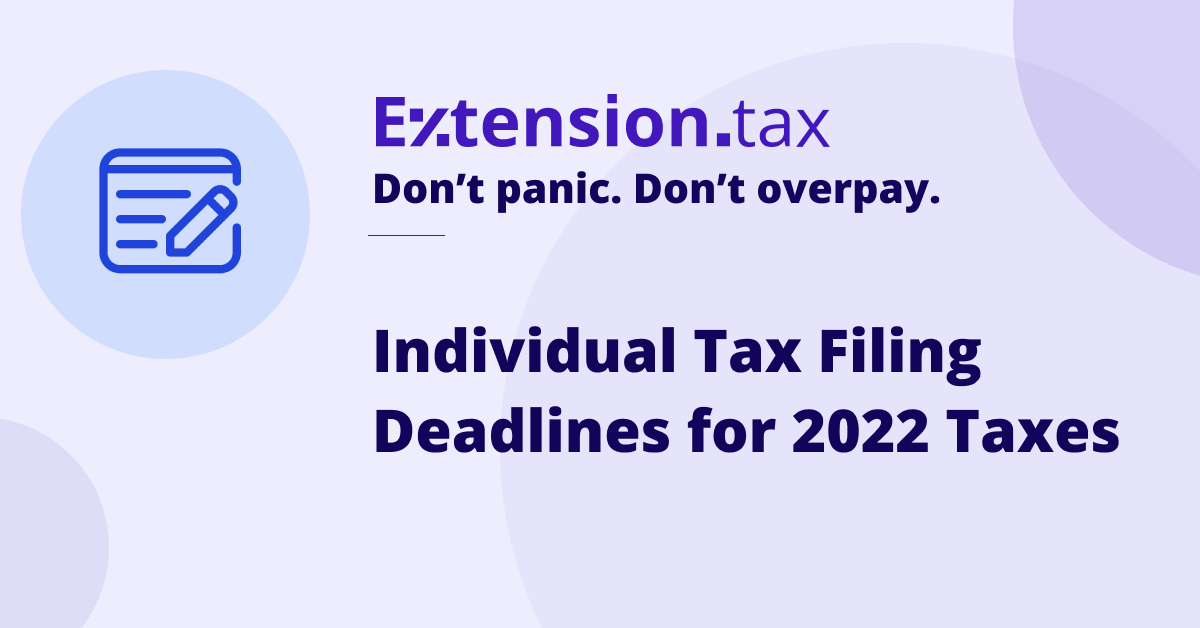 Extension.tax
Don’t panic. Don’t overpay.
Individual Tax Filing
Deadlines for 2022 Taxes